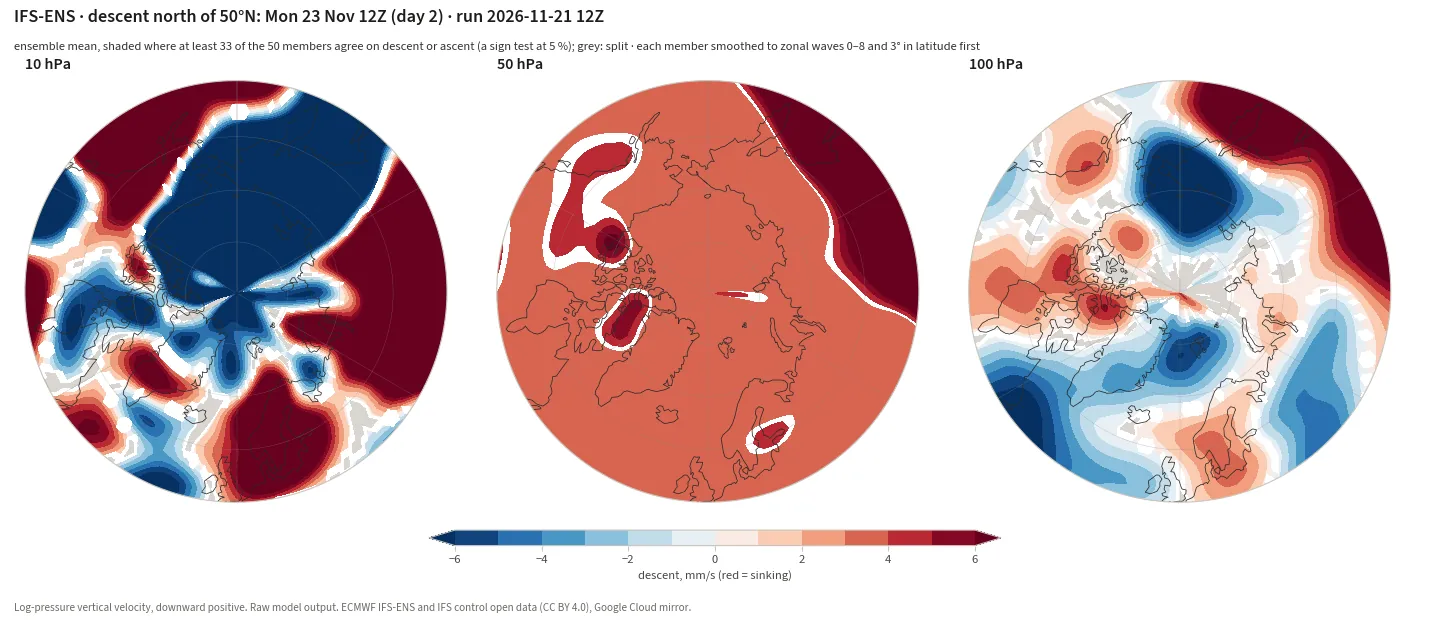 IFS-ENS · descent north of 50°N: Mon 23 Nov 12Z (day 2) · run 2026-11-21 12Z
ensemble mean, shaded where at least 33 of the 50 members agree on descent or ascent (a sign test at 5 %); grey: split · each member smoothed to zonal waves 0–8 and 3° in latitude first
10 hPa
50 hPa
100 hPa
−6 −4 −2 0 2 4 6
descent, mm/s (red = sinking)
Log-pressure vertical velocity, downward positive. Raw model output. ECMWF IFS-ENS and IFS control open data (CC BY 4.0), Google Cloud mirror.